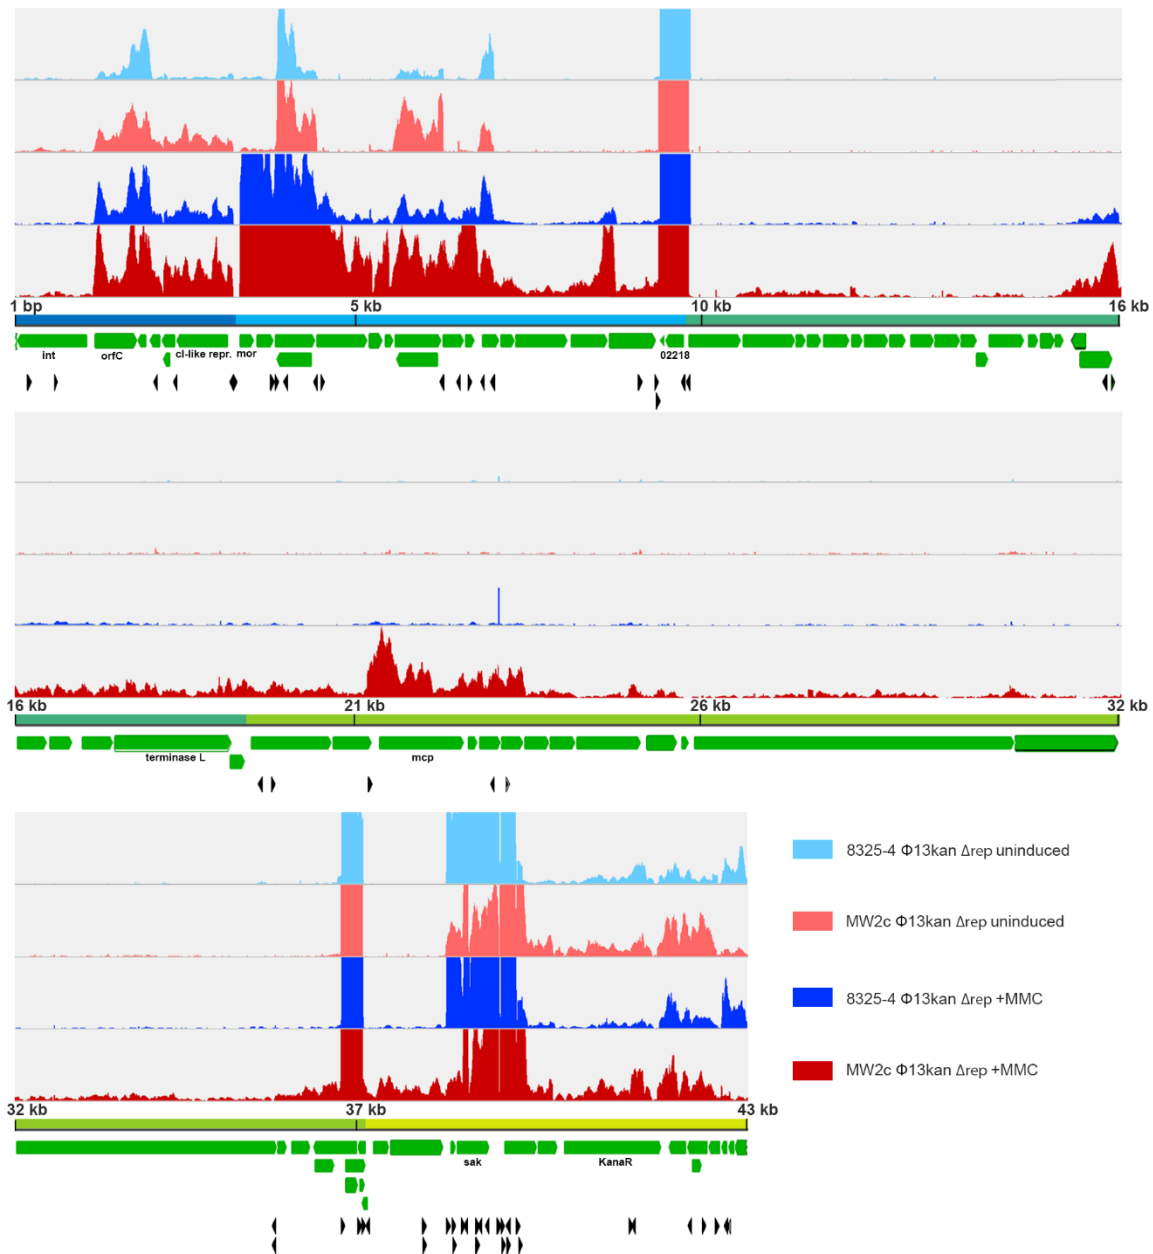 1 bp 5 kb 10 kb 16 kb
int orfC cI-like repr. mor 02218
16 kb 21 kb 26 kb 32 kb
terminase L mcp
8325-4 Φ13kan Δrep uninduced
MW2c Φ13kan Δrep uninduced
8325-4 Φ13kan Δrep +MMC
MW2c Φ13kan Δrep +MMC
32 kb 37 kb 43 kb
sak KanaR